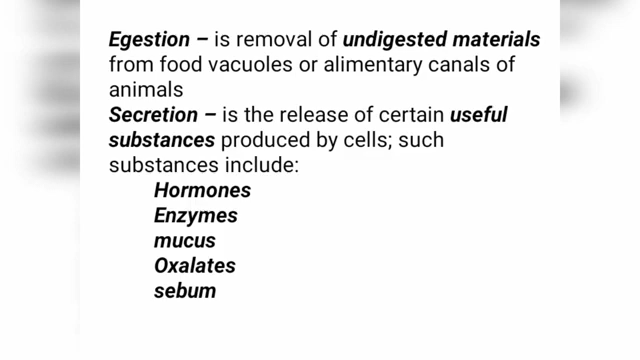 Egestion – is removal of undigested materials
from food vacuoles or alimentary canals of
animals
Secretion – is the release of certain useful
substances produced by cells; such
substances include:
Hormones
Enzymes
mucus
Oxalates
sebum